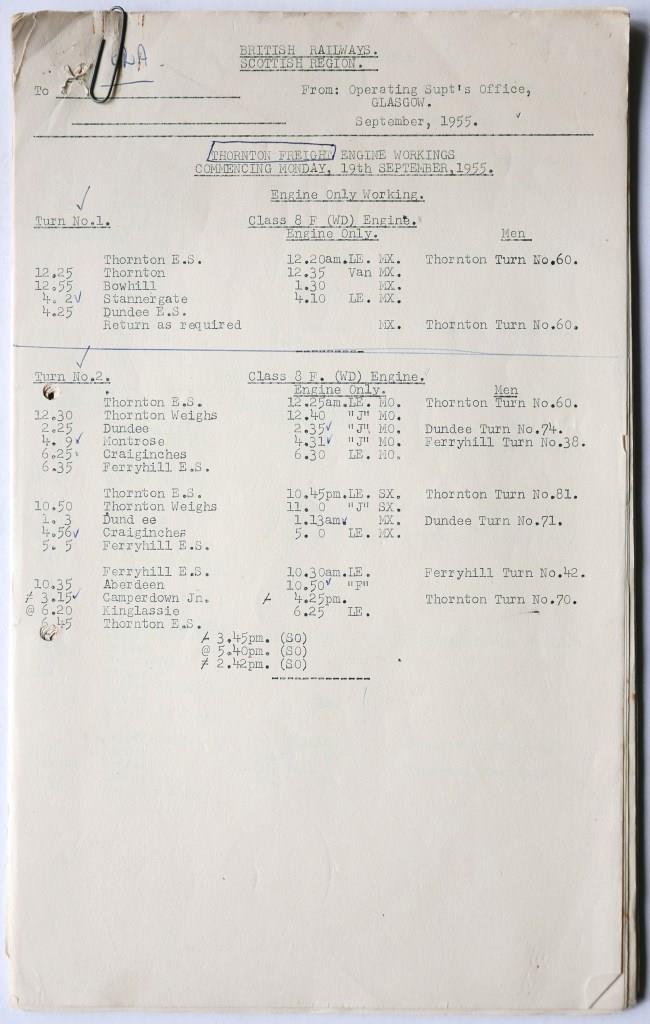 BRITISH RAILWAYS.
SCOTTISH REGION.
To
From: Operating Supt's Office,
GLASGOW.
September, 1955.
THORNTON FREIGHT ENGINE WORKINGS
COMMENCING MONDAY, 19th SEPTEMBER, 1955.
Engine Only Working.
Turn No.1. Class 8 F (WD) Engine.
Engine Only. Men
Thornton E.S. 12.20am.LE. MX. Thornton Turn No.60.
12.25 Thornton 12.35 Van MX.
12.55 Bowhill 1.30 MX.
4. 2 Stannergate 4.10 LE. MX.
4.25 Dundee E.S.
Return as required MX. Thornton Turn No.60.
Turn No.2. Class 8 F. (WD) Engine.
Engine Only. Men
Thornton E.S. 12.25am.LE. MO. Thornton Turn No.60.
12.30 Thornton Weighs 12.40 "J" MO.
2.25 Dundee 2.35 "J" MO. Dundee Turn No.74.
4. 9 Montrose 4.31 "J" MO. Ferryhill Turn No.38.
6.25 Craiginches 6.30 LE. MO.
6.35 Ferryhill E.S.
Thornton E.S. 10.45pm.LE. SX. Thornton Turn No.81.
10.50 Thornton Weighs 11. 0 "J" SX.
1. 3 Dund ee 1.13am MX. Dundee Turn No.71.
4.56 Craiginches 5. 0 LE. MX.
5. 5 Ferryhill E.S.
Ferryhill E.S. 10.30am.LE. Ferryhill Turn No.42.
10.35 Aberdeen 10.50 "F"
≠ 3.15 Camperdown Jn. ⌿ 4.25pm. Thornton Turn No.70.
@ 6.20 Kinglassie 6.25 LE.
6.45 Thornton E.S.
⌿ 3.45pm. (SO)
@ 5.40pm. (SO)
≠ 2.42pm. (SO)